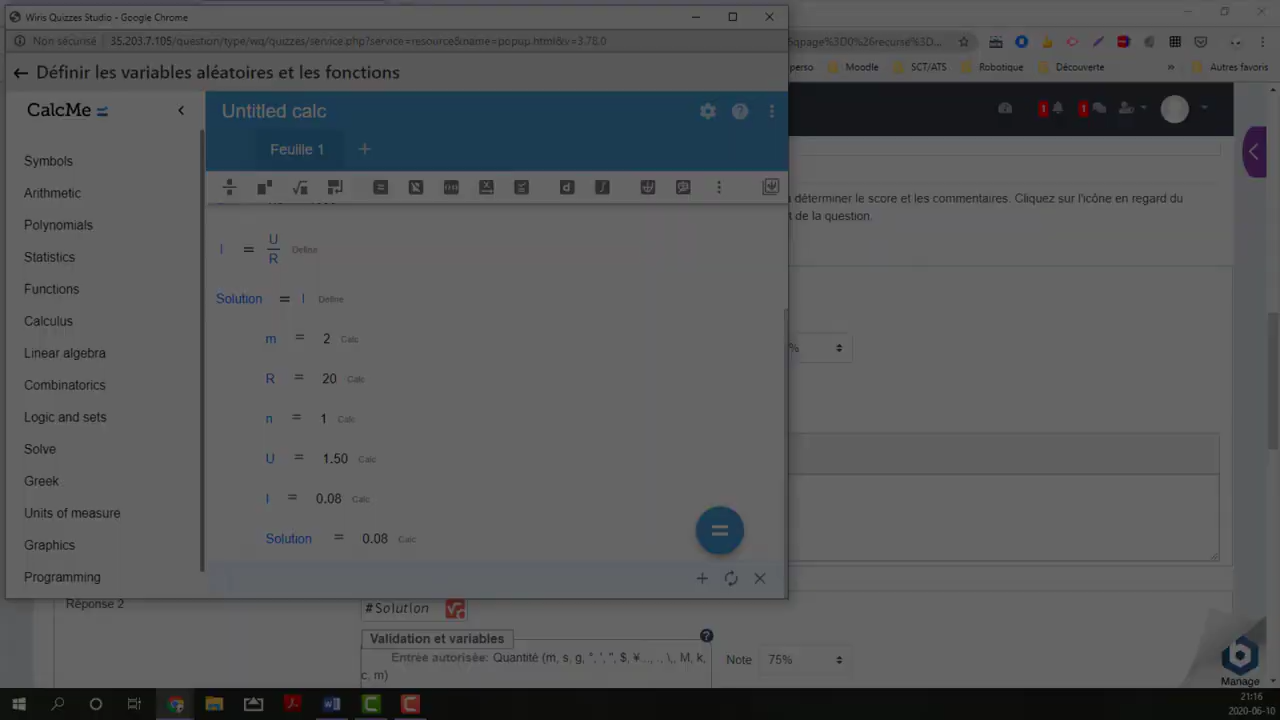 Wiris Quizzes Studio - Google Chrome
Non sécurisé 35.203.7.105/question/type/wq/quizzes/service.php?service=resource&name=popup.html&v=3.78.0
qpage%3D0%26recurse%3D...
Définir les variables aléatoires et les fonctions
perso Moodle SCT/ATS Robotique Découverte » Autres favoris
CalcMe
Untitled calc
1 1
Feuille 1
Symbols
Arithmetic
Polynomials
Statistics
Functions
Calculus
Linear algebra
Combinatorics
Logic and sets
Solve
Greek
Units of measure
Graphics
Programming
déterminer le score et les commentaires. Cliquez sur l'icône en regard du
t de la question.
I = U/R Define
Solution = I Define
m = 2 Calc
R = 20 Calc
n = 1 Calc
U = 1.50 Calc
I = 0.08 Calc
Solution = 0.08 Calc
%
Réponse 2
#Solution
Validation et variables
Entrée autorisée: Quantité (m, s, g, °, ', ", $, ¥..., ., \,, M, k,
c, m)
Note 75%
Manage
21:16
2020-06-10